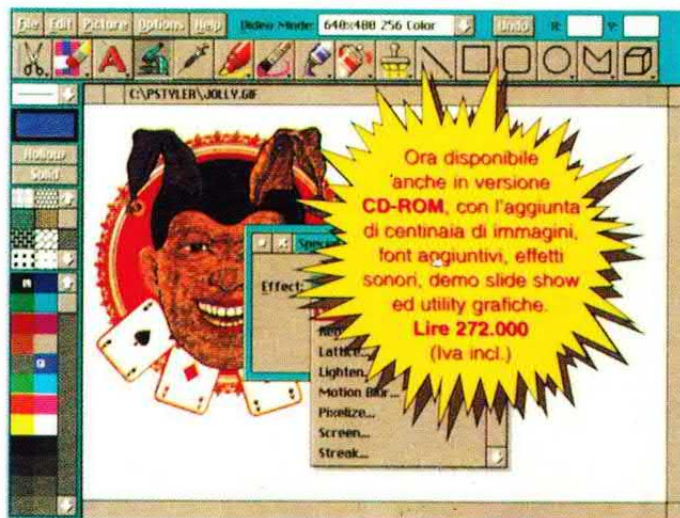 File Edit Picture Options Help Video Mode: 640x480 256 Color Undo X: Y:
C:\PSTYLER\JOLLY.GIF
Hollow
Solid
Ora disponibile
anche in versione
CD-ROM, con l'aggiunta
di centinaia di immagini,
font aggiuntivi, effetti
sonori, demo slide show
ed utility grafiche.
Lire 272.000
(Iva incl.)
Effect:
Lattice...
Lighten
Motion Blur...
Pixelize...
Screen...
Streak...